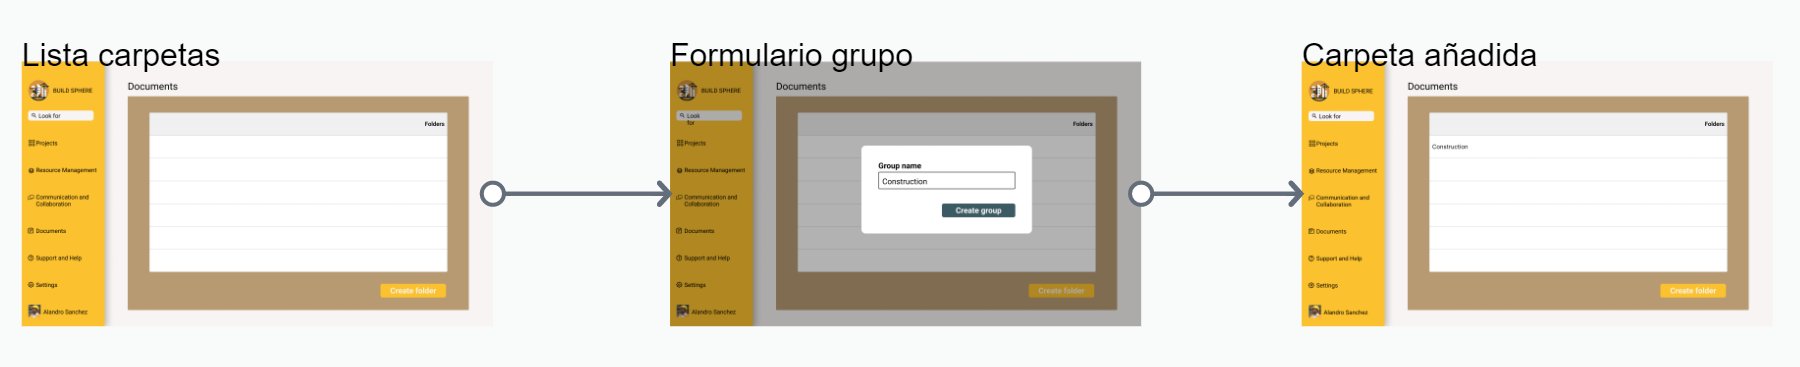 Lista carpetas
BUILD SPHERE
Look for
Projects
Resource Management
Communication and
Collaboration
Documents
Support and Help
Settings
Alandro Sanchez
Documents
Folders
Create folder
Formulario grupo
BUILD SPHERE
Look
for
Projects
Resource Management
Communication and
Collaboration
Documents
Support and Help
Settings
Alandro Sanchez
Documents
Folders
Group name
Construction
Create group
Create folder
Carpeta añadida
BUILD SPHERE
Look for
Projects
Resource Management
Communication and
Collaboration
Documents
Support and Help
Settings
Alandro Sanchez
Documents
Folders
Construction
Create folder